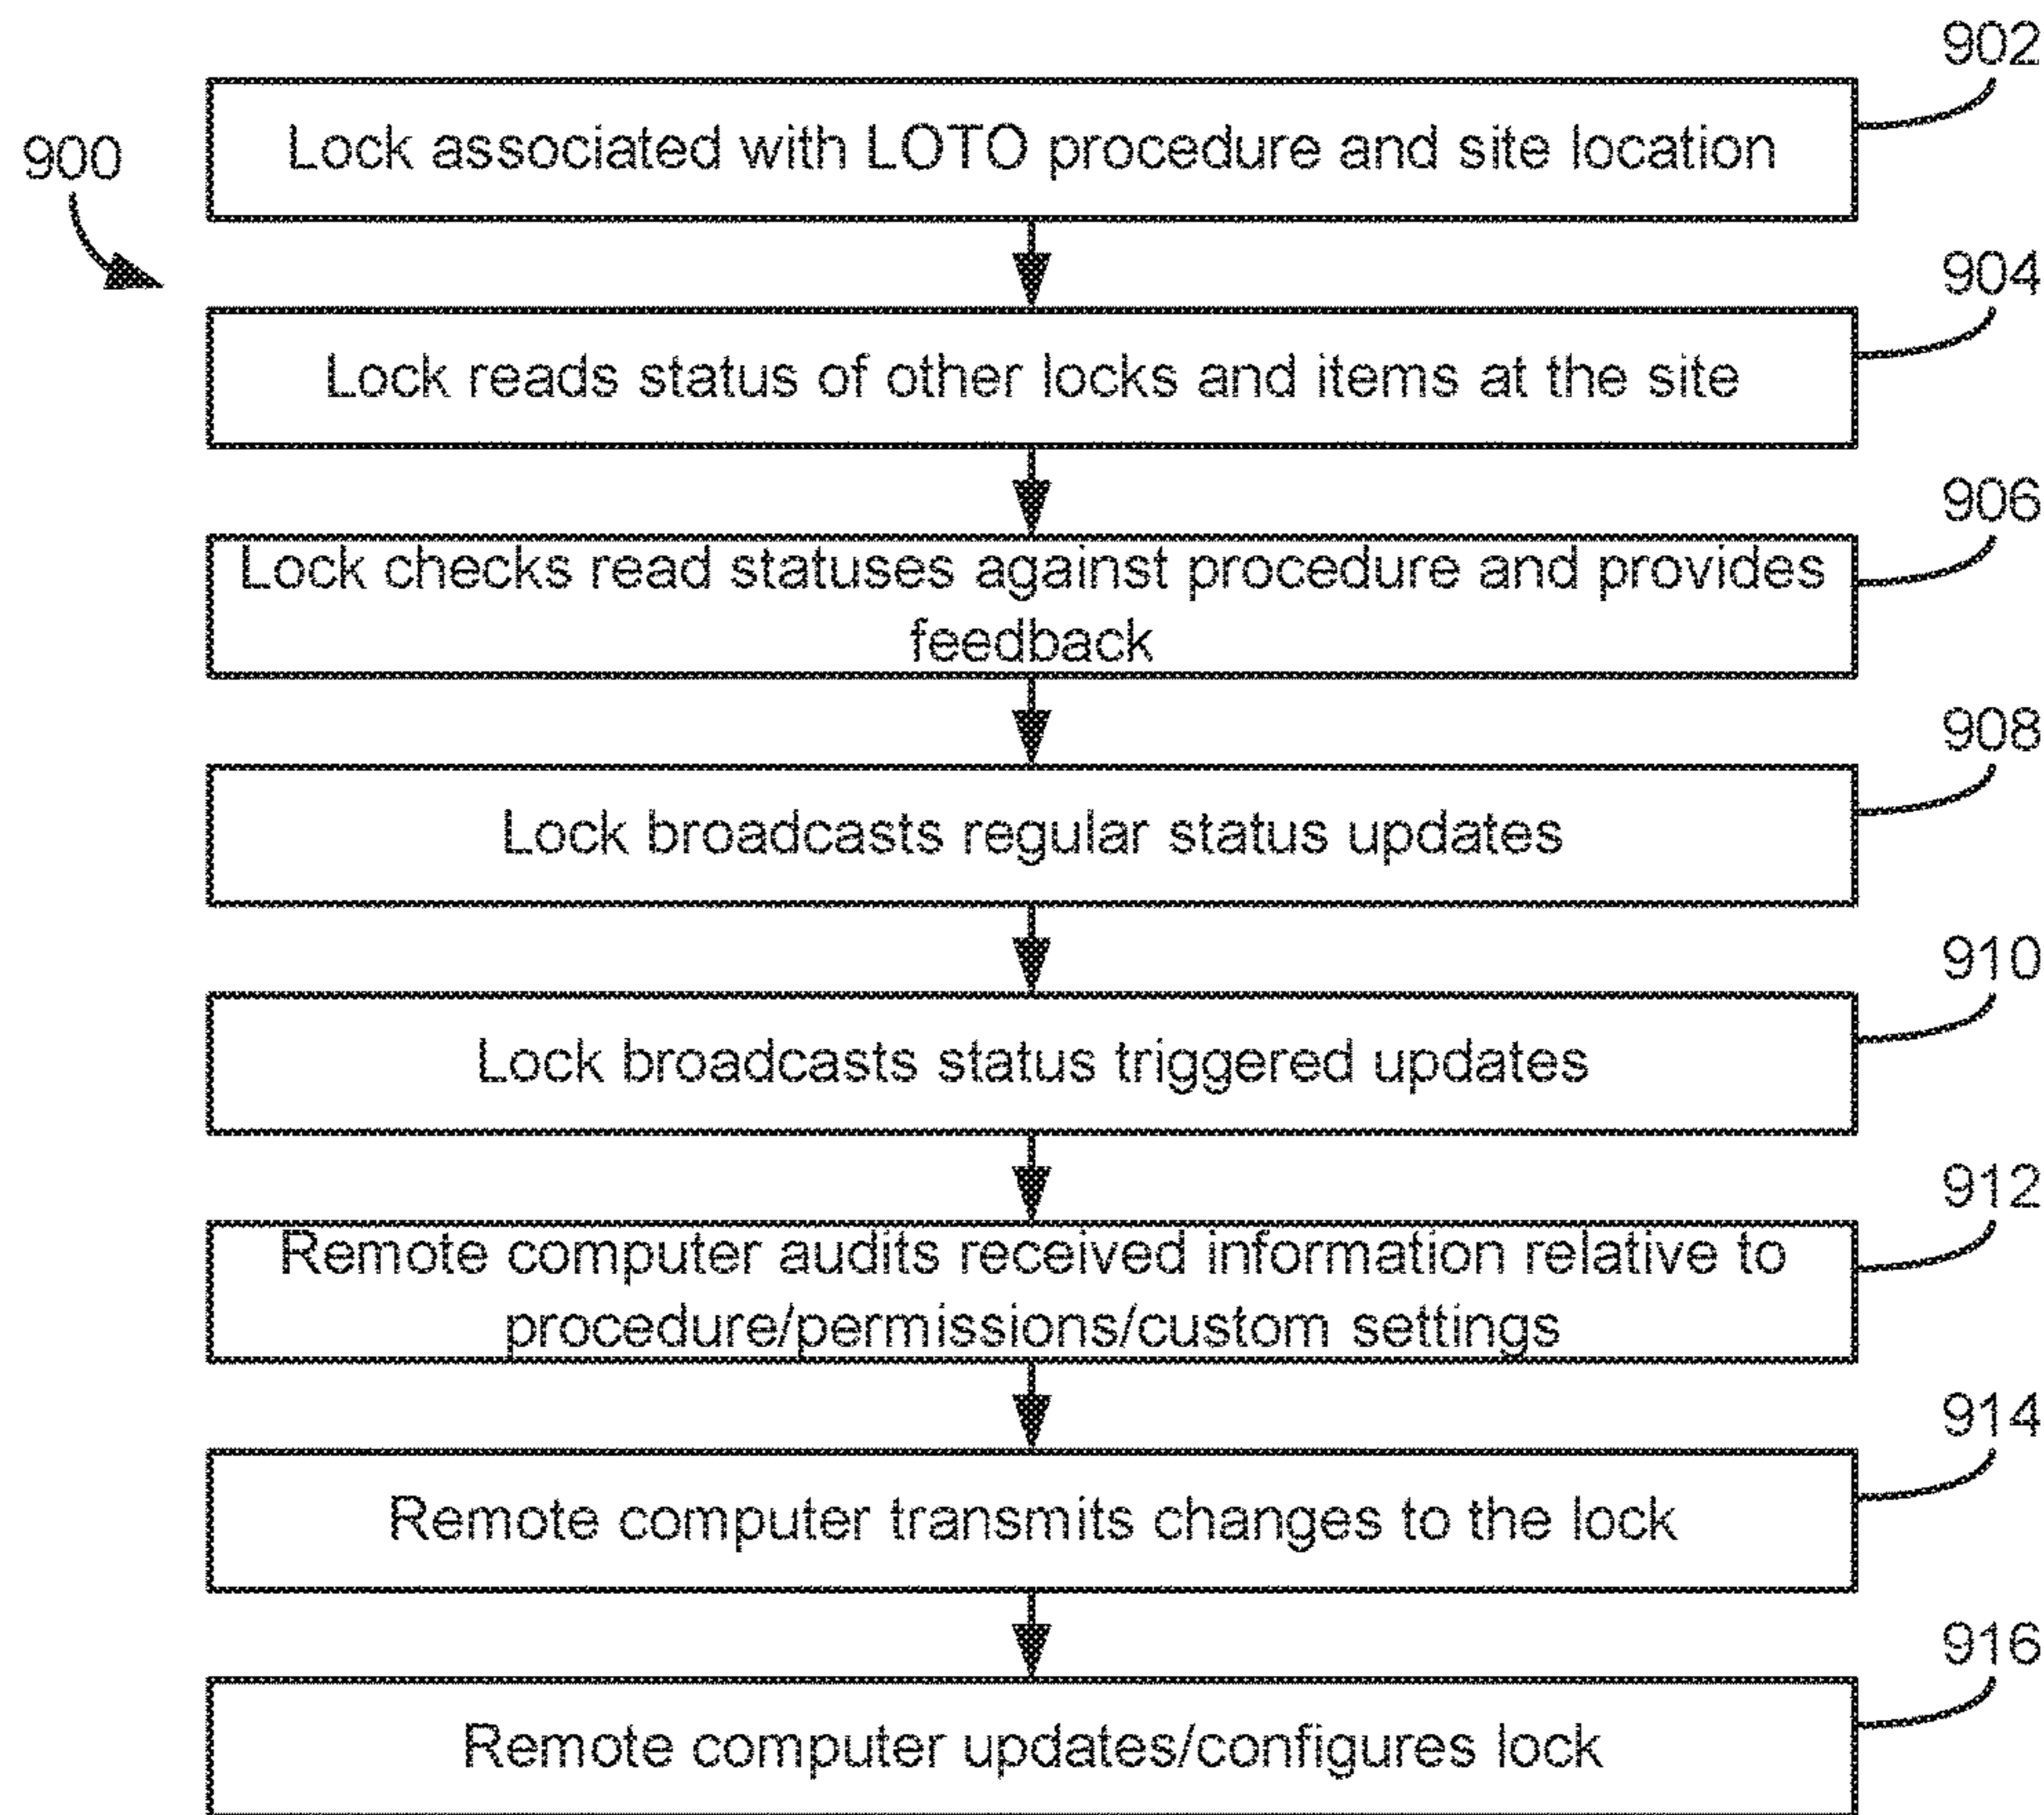 902
Lock associated with LOTO procedure and site location
900
904
Lock reads status of other locks and items at the site
906
Lock checks read statuses against procedure and provides
feedback
908
Lock broadcasts regular status updates
910
Lock broadcasts status triggered updates
912
Remote computer audits received information relative to
procedure/permissions/custom settings
914
Remote computer transmits changes to the lock
916
Remote computer updates/configures lock